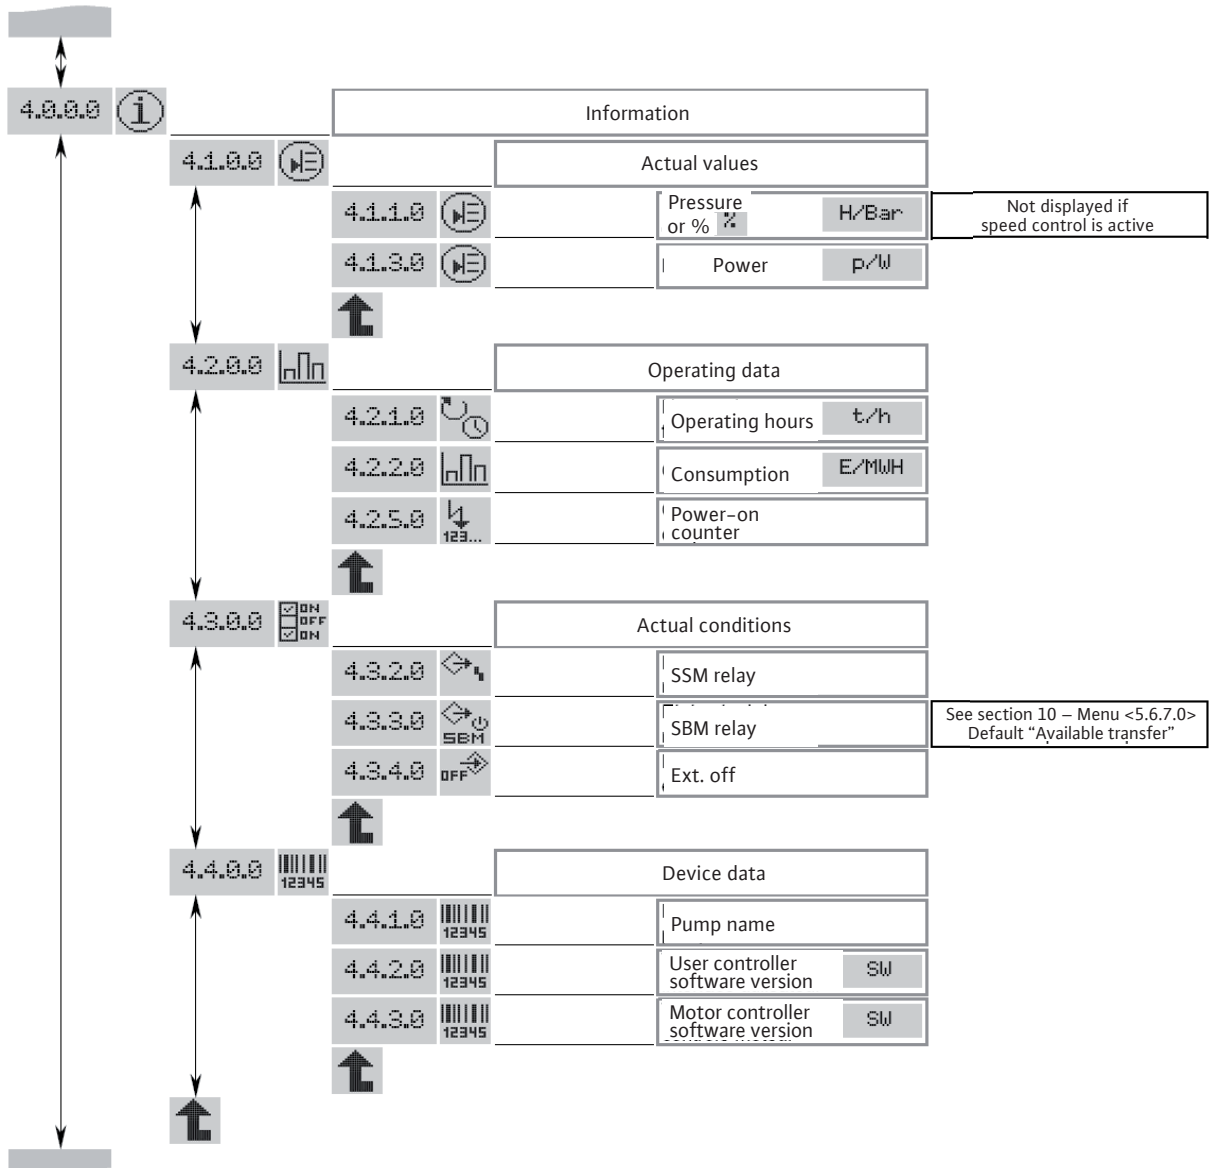 4.0.0.0 i Information
4.1.0.0 Actual values
4.1.1.0 Pressure
or % % H/Bar
Not displayed if
speed control is active
4.1.3.0 Power p/W
4.2.0.0 Operating data
4.2.1.0 Operating hours t/h
4.2.2.0 Consumption E/MWH
4.2.5.0 123... Power-on
counter
4.3.0.0 ON
OFF
ON
Actual conditions
4.3.2.0 SSM relay
4.3.3.0 SBM SBM relay
See section 10 – Menu <5.6.7.0>
Default “Available transfer”
4.3.4.0 OFF Ext. off
4.4.0.0 12345 Device data
4.4.1.0 12345 Pump name
4.4.2.0 12345 User controller
software version SW
4.4.3.0 12345 Motor controller
software version SW